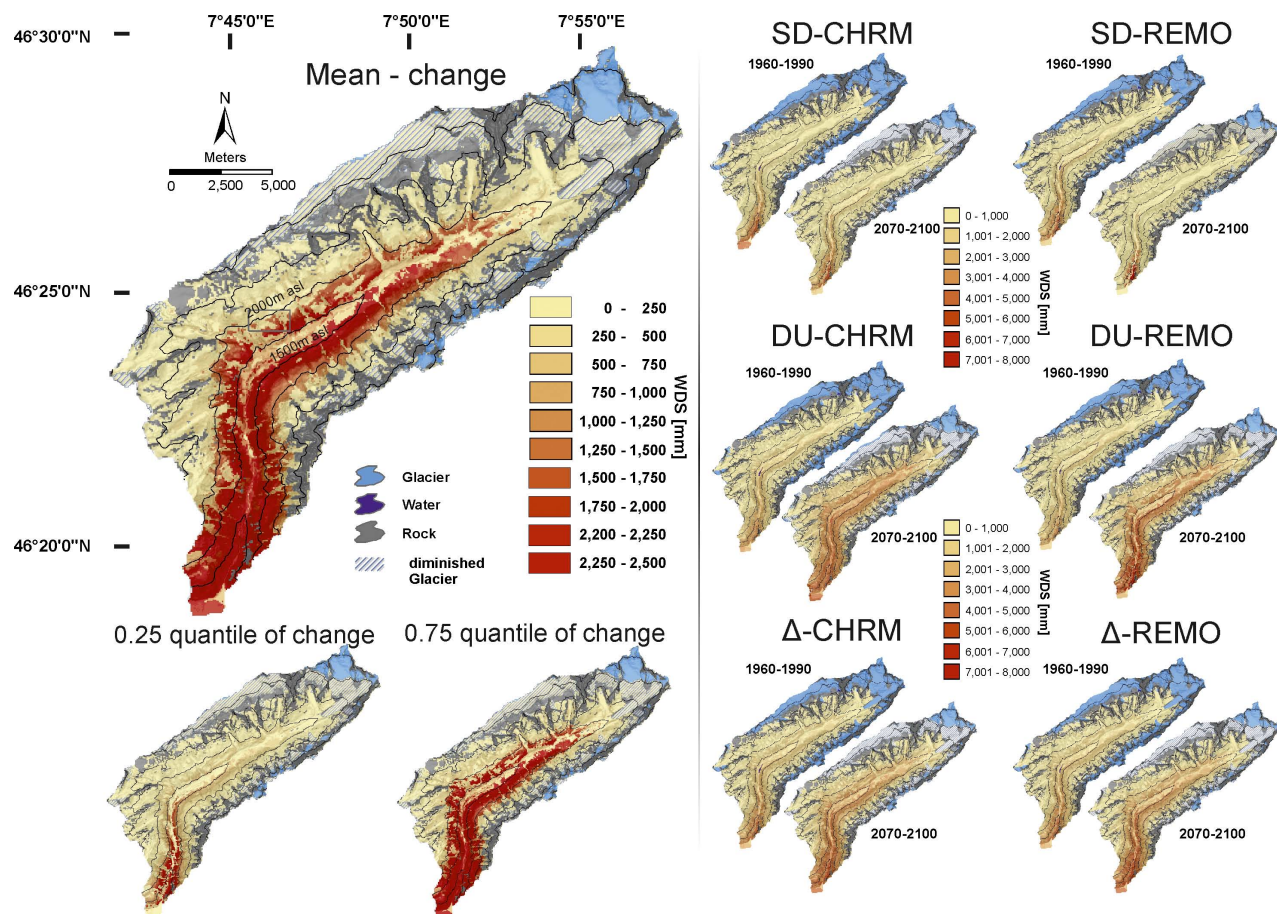 7°45'0"E
7°50'0"E
7°55'0"E
46°30'0"N
46°25'0"N
46°20'0"N
Mean - change
N
Meters
0 2,500 5,000
2000m asl
1500m asl
0 - 250
250 - 500
500 - 750
750 - 1,000
1,000 - 1,250
1,250 - 1,500
1,500 - 1,750
1,750 - 2,000
2,200 - 2,250
2,250 - 2,500
WDS [mm]
Glacier
Water
Rock
diminished
Glacier
0.25 quantile of change
0.75 quantile of change
SD-CHRM
1960-1990
2070-2100
SD-REMO
1960-1990
2070-2100
0 - 1,000
1,001 - 2,000
2,001 - 3,000
3,001 - 4,000
4,001 - 5,000
5,001 - 6,000
6,001 - 7,000
7,001 - 8,000
WDS [mm]
DU-CHRM
1960-1990
2070-2100
DU-REMO
1960-1990
2070-2100
0 - 1,000
1,001 - 2,000
2,001 - 3,000
3,001 - 4,000
4,001 - 5,000
5,001 - 6,000
6,001 - 7,000
7,001 - 8,000
WDS [mm]
Δ-CHRM
1960-1990
2070-2100
Δ-REMO
1960-1990
2070-2100